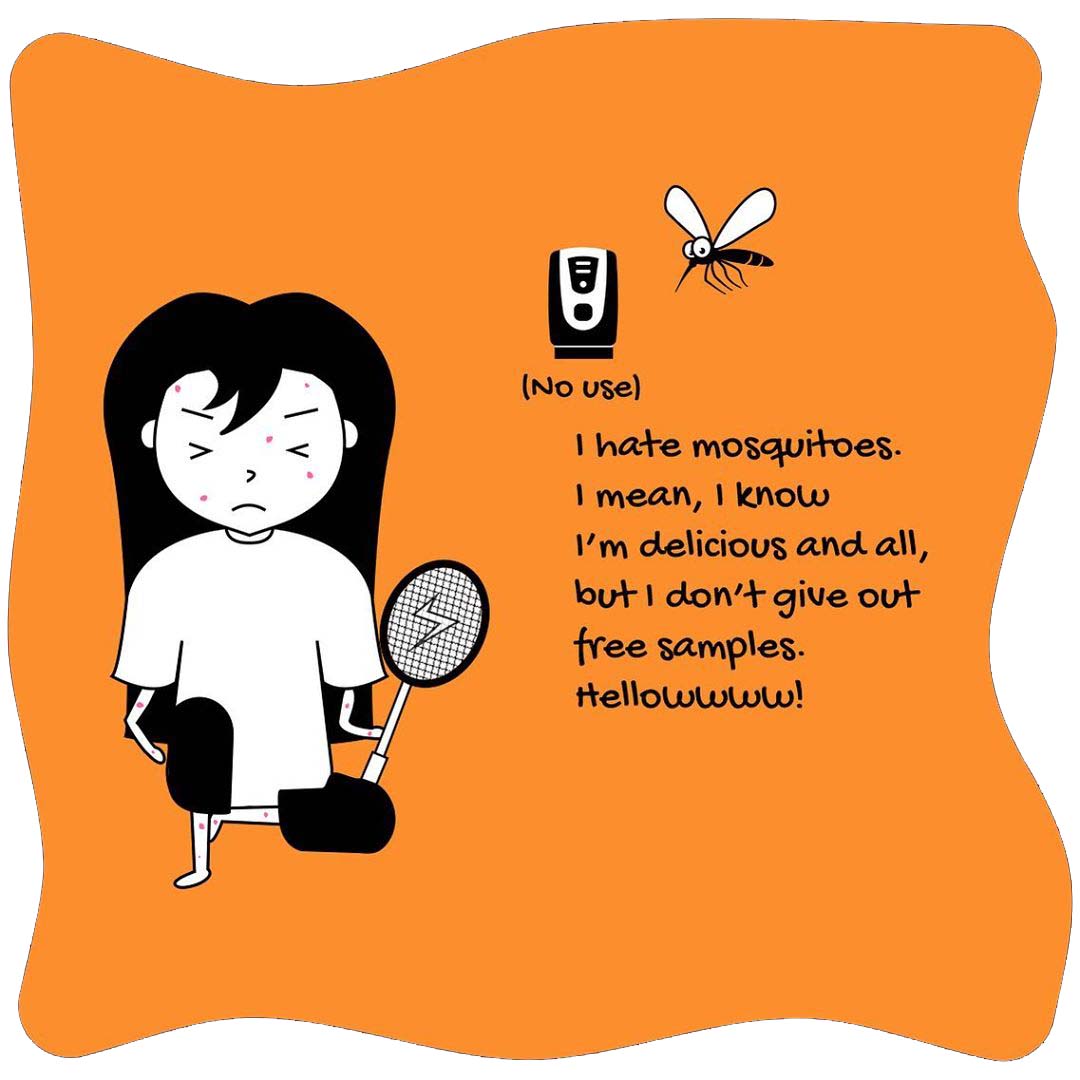 (No use)
I hate mosquitoes.
I mean, I know
I'm delicious and all,
but I don't give out
free samples.
Hellowwww!